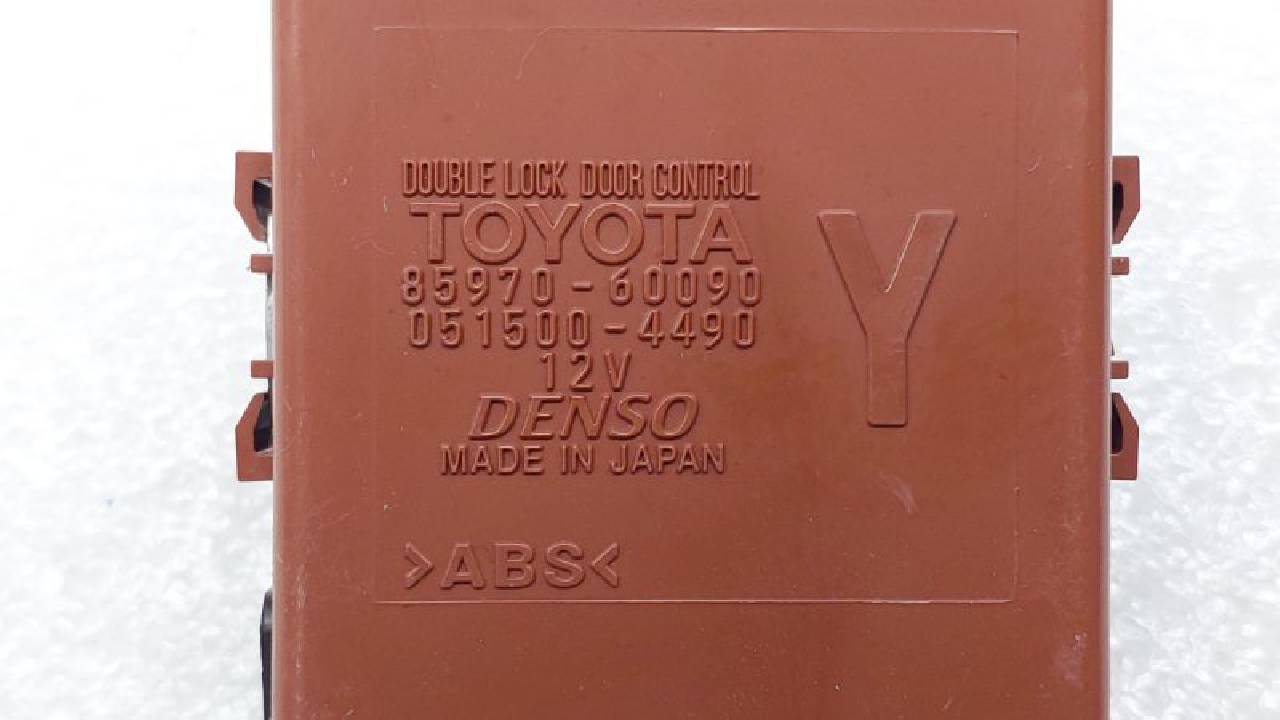 DOUBLE LOCK DOOR CONTROL
TOYOTA
85970-60090
051500-4490
12V
DENSO
MADE IN JAPAN
Y
>ABS<